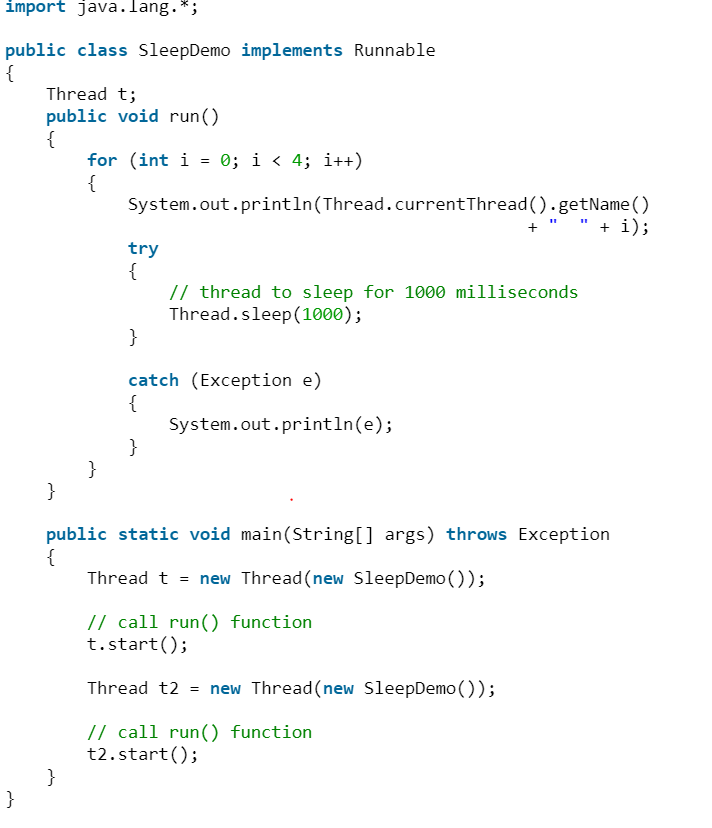 import java.lang.*;
public class SleepDemo implements Runnable
{
    Thread t;
    public void run()
    {
        for (int i = 0; i < 4; i++)
        {
            System.out.println(Thread.currentThread().getName()
                                                   + "  " + i);
            try
            {
                // thread to sleep for 1000 milliseconds
                Thread.sleep(1000);
            }
            catch (Exception e)
            {
                System.out.println(e);
            }
        }
    }
    public static void main(String[] args) throws Exception
    {
        Thread t = new Thread(new SleepDemo());
        // call run() function
        t.start();
        Thread t2 = new Thread(new SleepDemo());
        // call run() function
        t2.start();
    }
}